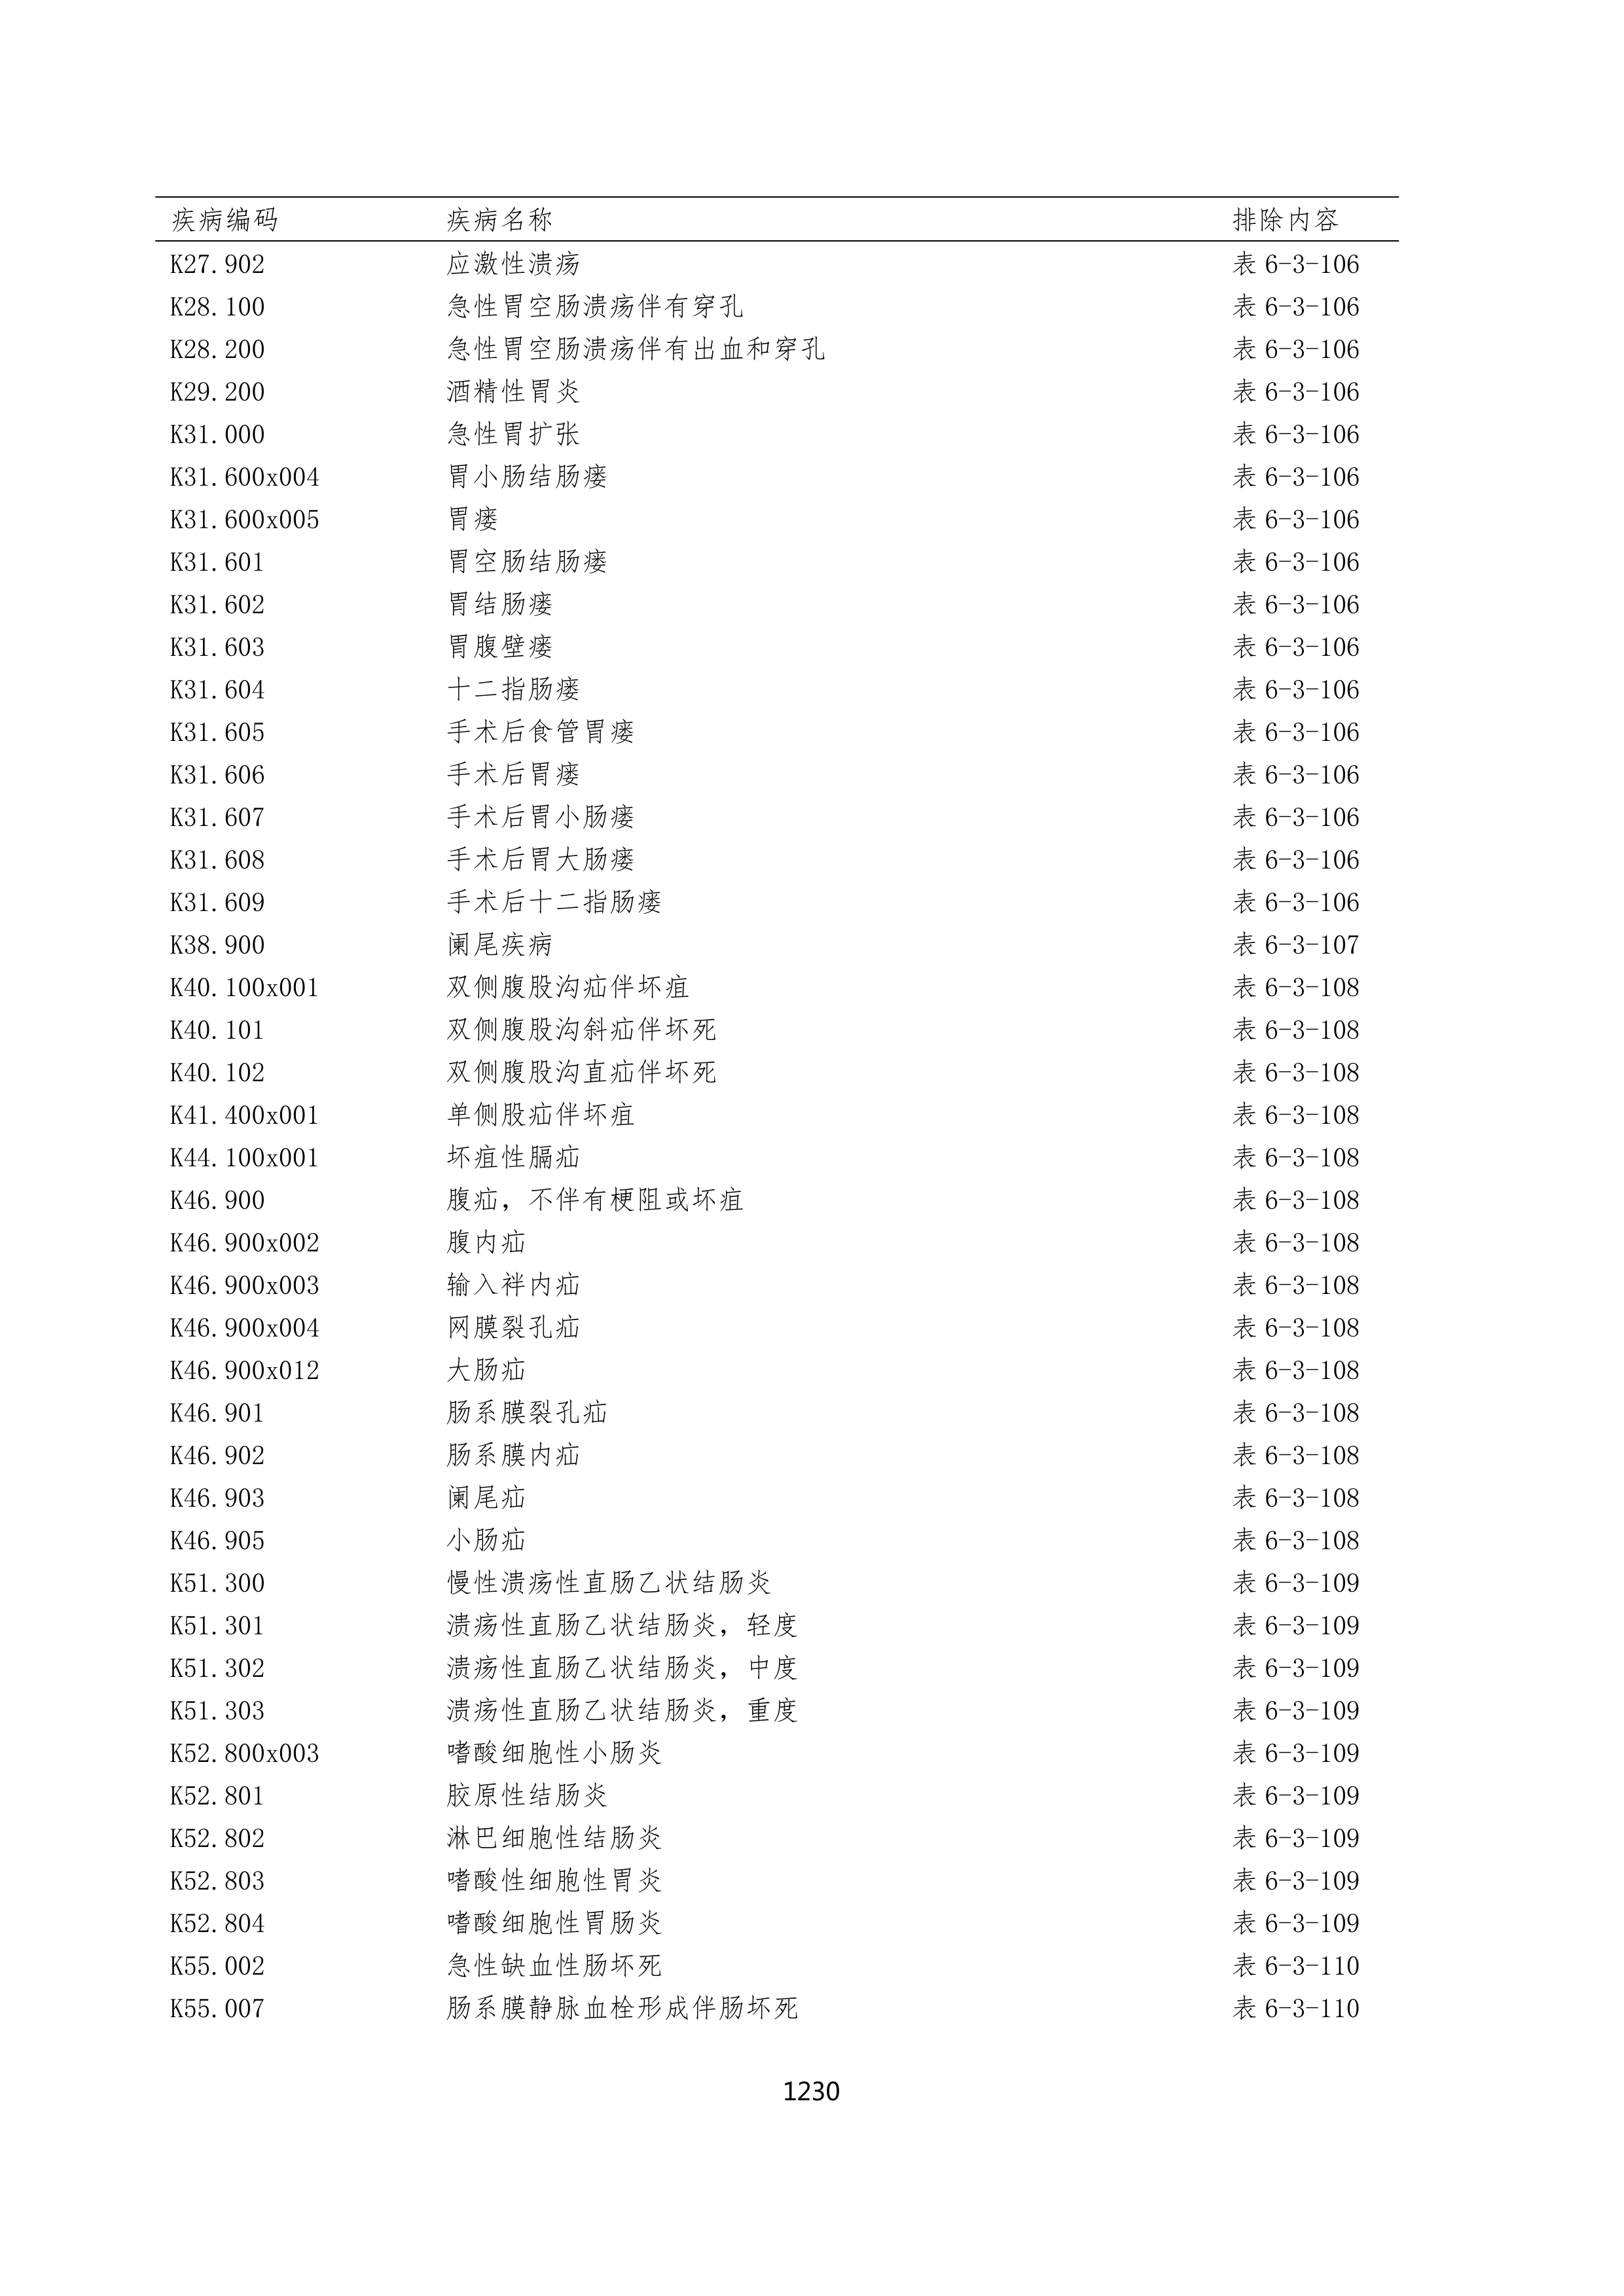 疾病编码 疾病名称 排除内容
K27.902 应激性溃疡 表 6-3-106
K28.100 急性胃空肠溃疡伴有穿孔 表 6-3-106
K28.200 急性胃空肠溃疡伴有出血和穿孔 表 6-3-106
K29.200 酒精性胃炎 表 6-3-106
K31.000 急性胃扩张 表 6-3-106
K31.600x004 胃小肠结肠瘘 表 6-3-106
K31.600x005 胃瘘 表 6-3-106
K31.601 胃空肠结肠瘘 表 6-3-106
K31.602 胃结肠瘘 表 6-3-106
K31.603 胃腹壁瘘 表 6-3-106
K31.604 十二指肠瘘 表 6-3-106
K31.605 手术后食管胃瘘 表 6-3-106
K31.606 手术后胃瘘 表 6-3-106
K31.607 手术后胃小肠瘘 表 6-3-106
K31.608 手术后胃大肠瘘 表 6-3-106
K31.609 手术后十二指肠瘘 表 6-3-106
K38.900 阑尾疾病 表 6-3-107
K40.100x001 双侧腹股沟疝伴坏疽 表 6-3-108
K40.101 双侧腹股沟斜疝伴坏死 表 6-3-108
K40.102 双侧腹股沟直疝伴坏死 表 6-3-108
K41.400x001 单侧股疝伴坏疽 表 6-3-108
K44.100x001 坏疽性膈疝 表 6-3-108
K46.900 腹疝，不伴有梗阻或坏疽 表 6-3-108
K46.900x002 腹内疝 表 6-3-108
K46.900x003 输入袢内疝 表 6-3-108
K46.900x004 网膜裂孔疝 表 6-3-108
K46.900x012 大肠疝 表 6-3-108
K46.901 肠系膜裂孔疝 表 6-3-108
K46.902 肠系膜内疝 表 6-3-108
K46.903 阑尾疝 表 6-3-108
K46.905 小肠疝 表 6-3-108
K51.300 慢性溃疡性直肠乙状结肠炎 表 6-3-109
K51.301 溃疡性直肠乙状结肠炎，轻度 表 6-3-109
K51.302 溃疡性直肠乙状结肠炎，中度 表 6-3-109
K51.303 溃疡性直肠乙状结肠炎，重度 表 6-3-109
K52.800x003 嗜酸细胞性小肠炎 表 6-3-109
K52.801 胶原性结肠炎 表 6-3-109
K52.802 淋巴细胞性结肠炎 表 6-3-109
K52.803 嗜酸性细胞性胃炎 表 6-3-109
K52.804 嗜酸细胞性胃肠炎 表 6-3-109
K55.002 急性缺血性肠坏死 表 6-3-110
K55.007 肠系膜静脉血栓形成伴肠坏死 表 6-3-110
1230